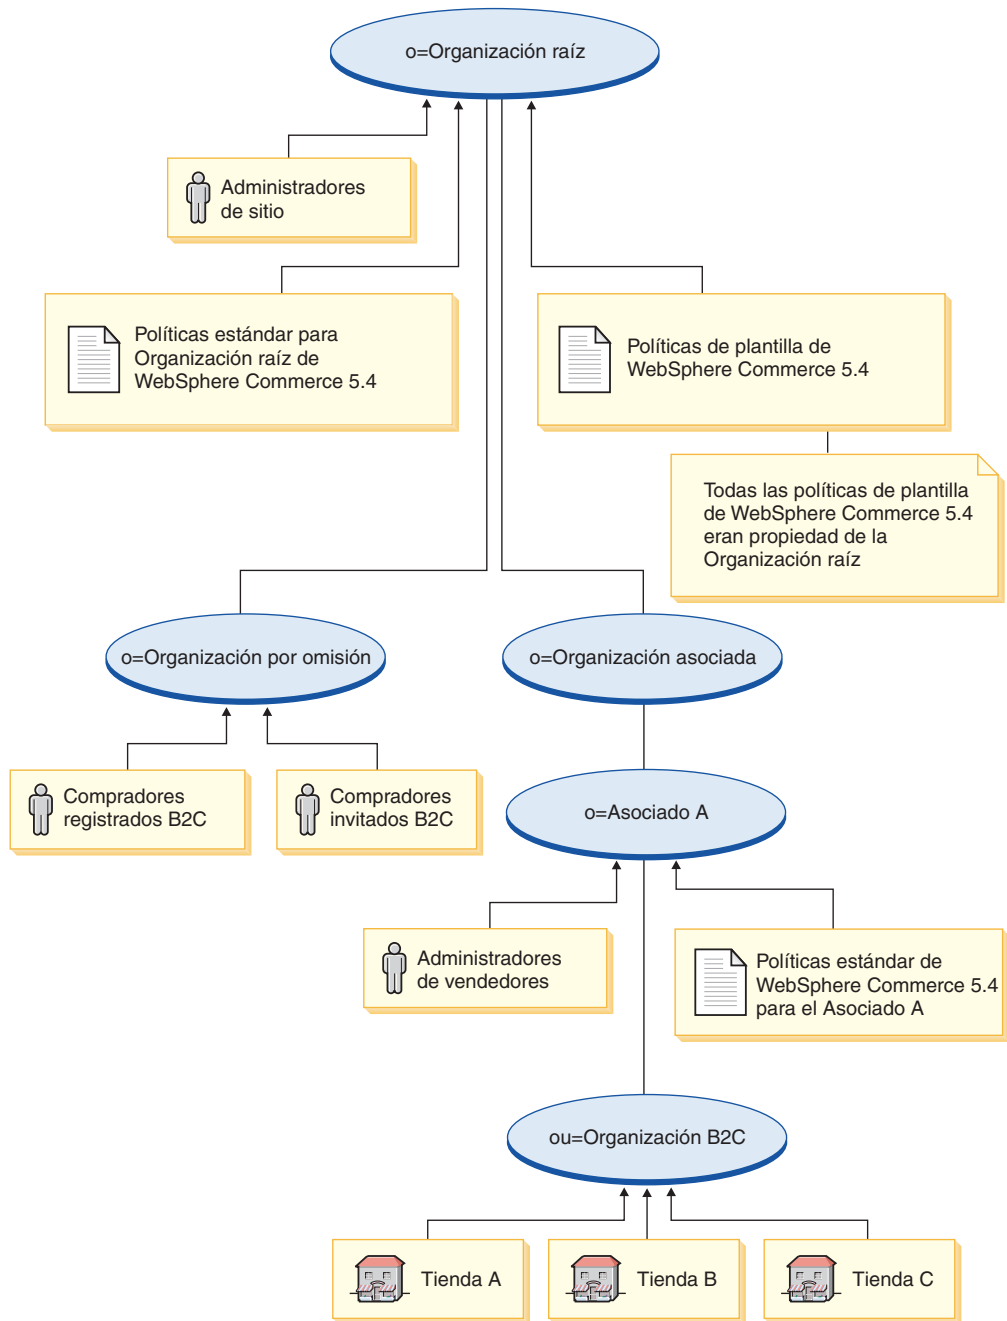 o=Organización raíz
Administradores
de sitio
Políticas estándar para
Organización raíz de
WebSphere Commerce 5.4
Políticas de plantilla de
WebSphere Commerce 5.4
Todas las políticas de plantilla
de WebSphere Commerce 5.4
eran propiedad de la
Organización raíz
o=Organización por omisión
o=Organización asociada
Compradores
registrados B2C
Compradores
invitados B2C
o=Asociado A
Administradores
de vendedores
Políticas estándar de
WebSphere Commerce 5.4
para el Asociado A
ou=Organización B2C
Tienda A
Tienda B
Tienda C